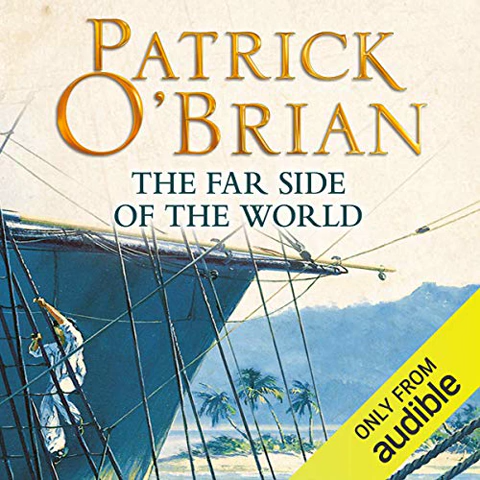 PATRICK
O'BRIAN
THE FAR SIDE
OF THE WORLD
ONLY FROM
audible